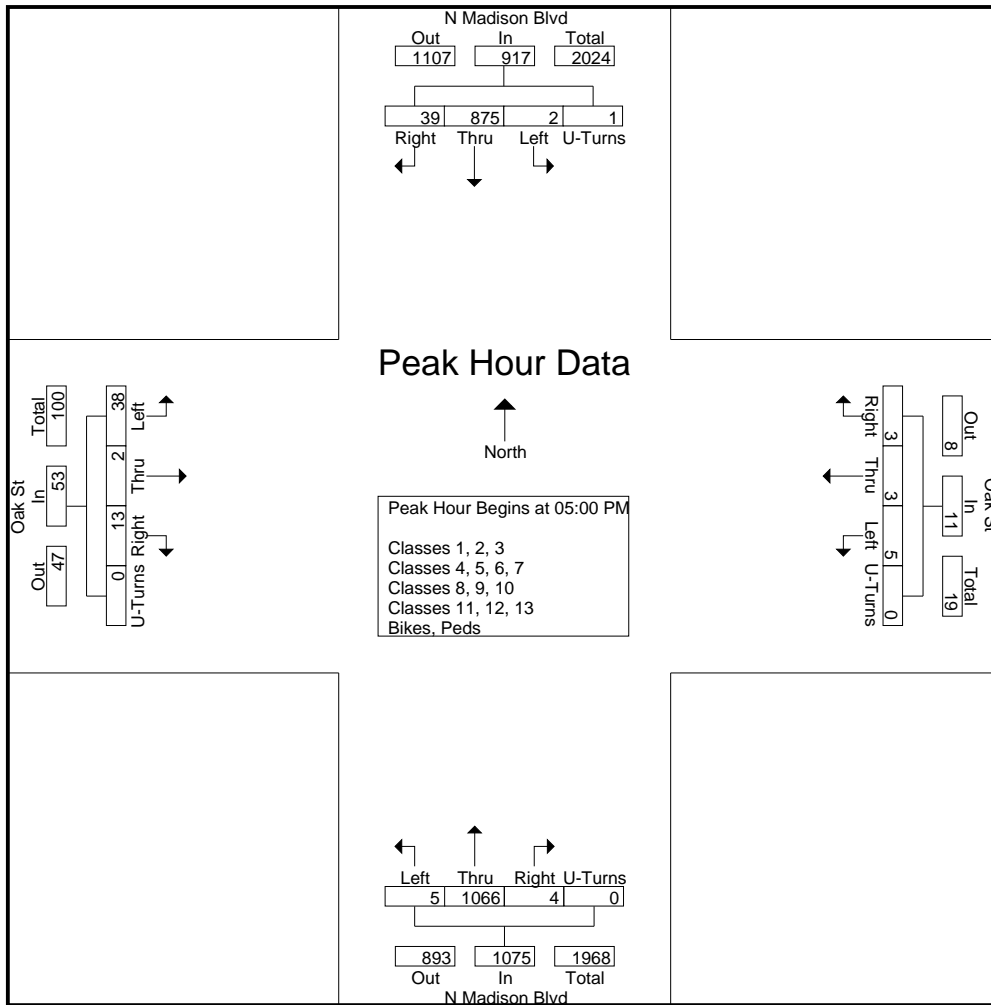 N Madison Blvd
Out In Total
1107 917 2024
39 875 2 1
Right Thru Left U-Turns
Peak Hour Data
North
Peak Hour Begins at 05:00 PM
Classes 1, 2, 3
Classes 4, 5, 6, 7
Classes 8, 9, 10
Classes 11, 12, 13
Bikes, Peds
Oak St
Out In Total
47 53 100
U-Turns Right Thru Left
0 13 2 38
Oak St
Out In Total
8 11 19
3 3 5 0
Right Thru Left U-Turns
Left Thru Right U-Turns
5 1066 4 0
893 1075 1968
Out In Total
N Madison Blvd